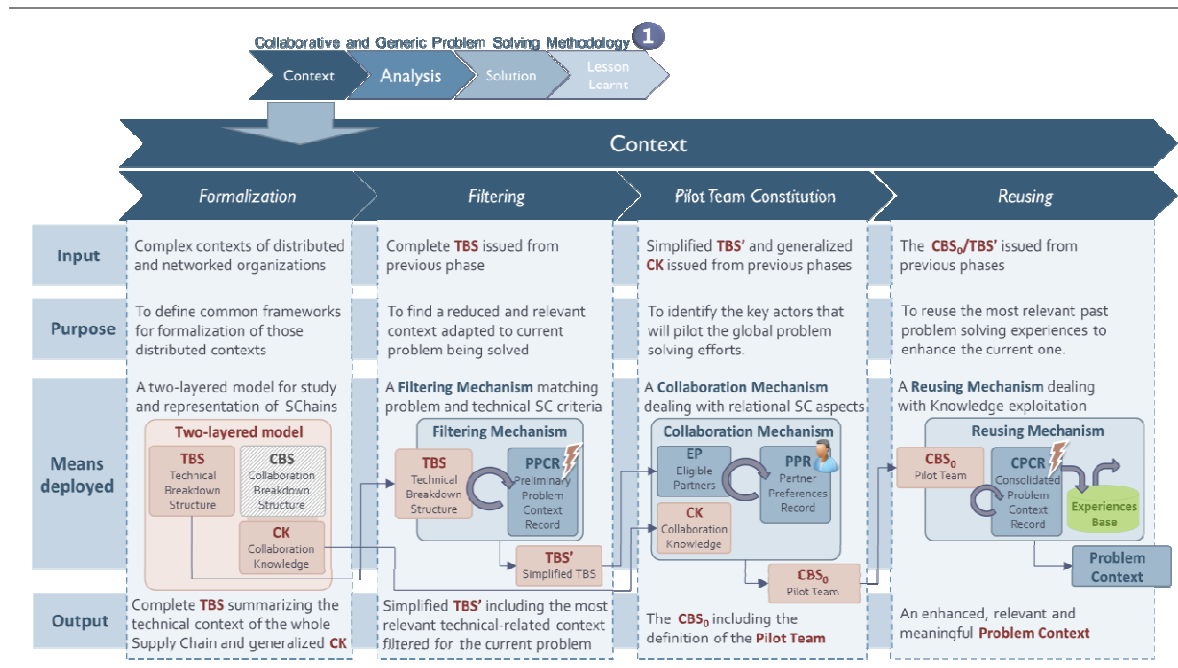 Collaborative and Generic Problem Solving Methodology
1
Context
Analysis
Solution
Lesson
Learnt
Context
Formalization
Filtering
Pilot Team Constitution
Reusing
Input
Complex contexts of distributed
and networked organizations
Complete TBS issued from
previous phase
Simplified TBS' and generalized
CK issued from previous phases
The CBS₀/TBS' issued from
previous phases
Purpose
To define common frameworks
for formalization of those
distributed contexts
To find a reduced and relevant
context adapted to current
problem being solved
To identify the key actors that
will pilot the global problem
solving efforts.
To reuse the most relevant past
problem solving experiences to
enhance the current one.
Means
deployed
A two-layered model for study
and representation of SChains
Two-layered model
TBS
Technical
Breakdown
Structure
CBS
Collaboration
Breakdown
Structure
CK
Collaboration
Knowledge
A Filtering Mechanism matching
problem and technical SC criteria
Filtering Mechanism
TBS
Technical
Breakdown
Structure
PPCR
Preliminary
Problem
Context
Record
TBS'
Simplified TBS
A Collaboration Mechanism
dealing with relational SC aspects
Collaboration Mechanism
EP
Eligible
Partners
PPR
Partner
Preferences
Record
CK
Collaboration
Knowledge
CBS₀
Pilot Team
A Reusing Mechanism dealing
with Knowledge exploitation
Reusing Mechanism
CBS₀
Pilot Team
CPCR
Consolidated
Problem
Context
Record
Experiences
Base
Problem
Context
Output
Complete TBS summarizing the
technical context of the whole
Supply Chain and generalized CK
Simplified TBS' including the most
relevant technical-related context
filtered for the current problem
The CBS₀ including the
definition of the Pilot Team
An enhanced, relevant and
meaningful Problem Context